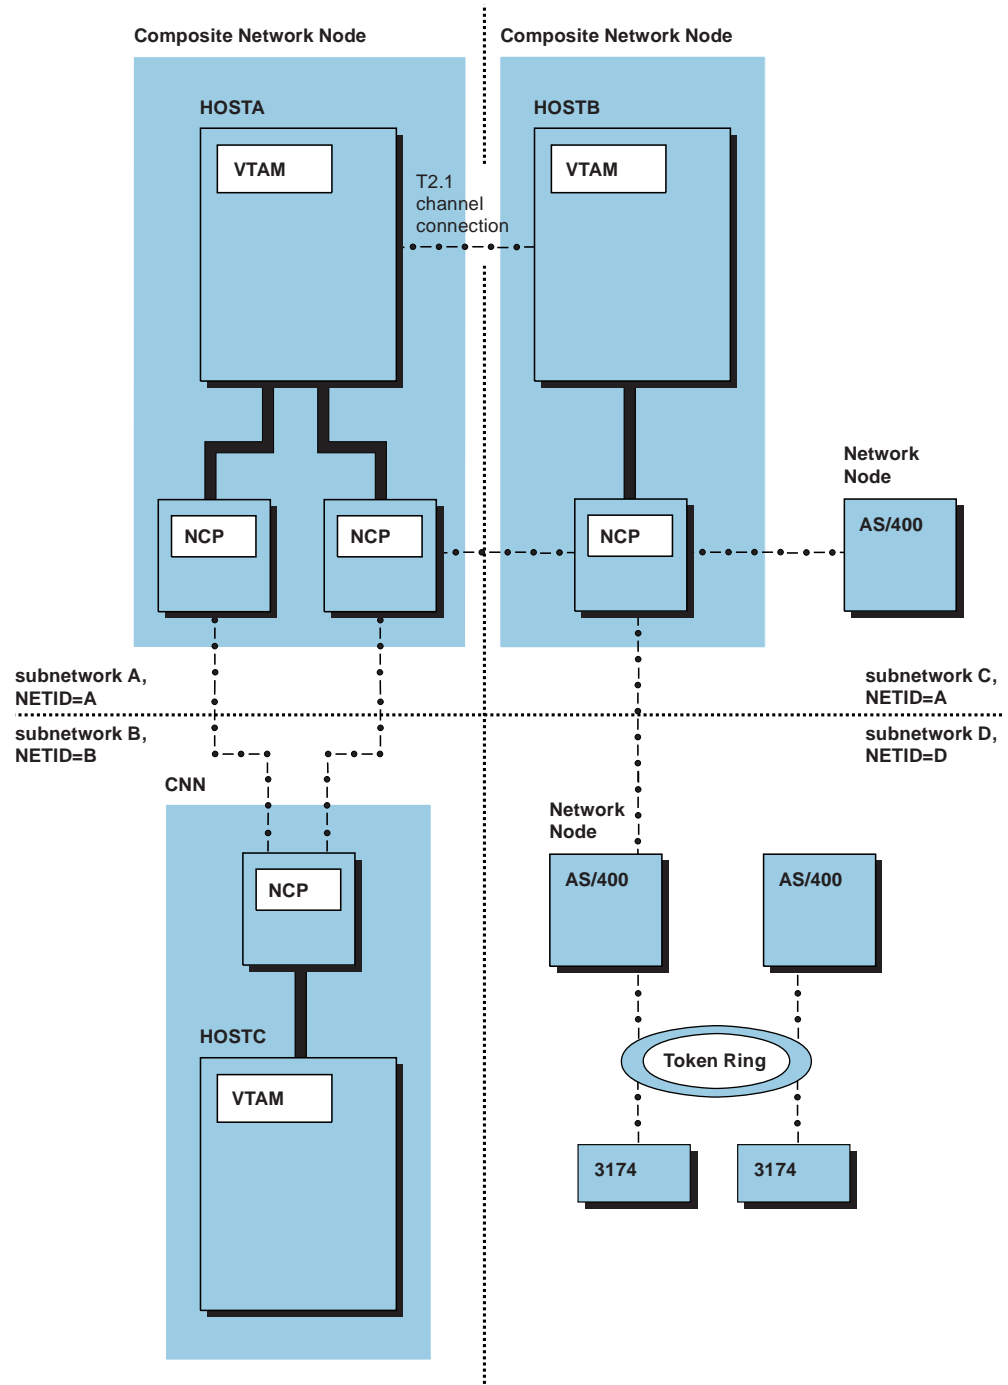 Composite Network Node
Composite Network Node
HOSTA
HOSTB
VTAM
VTAM
T2.1
channel
connection
Network
Node
AS/400
NCP
NCP
NCP
subnetwork A,
NETID=A
subnetwork C,
NETID=A
subnetwork B,
NETID=B
subnetwork D,
NETID=D
CNN
Network
Node
NCP
AS/400
AS/400
HOSTC
Token Ring
VTAM
3174
3174